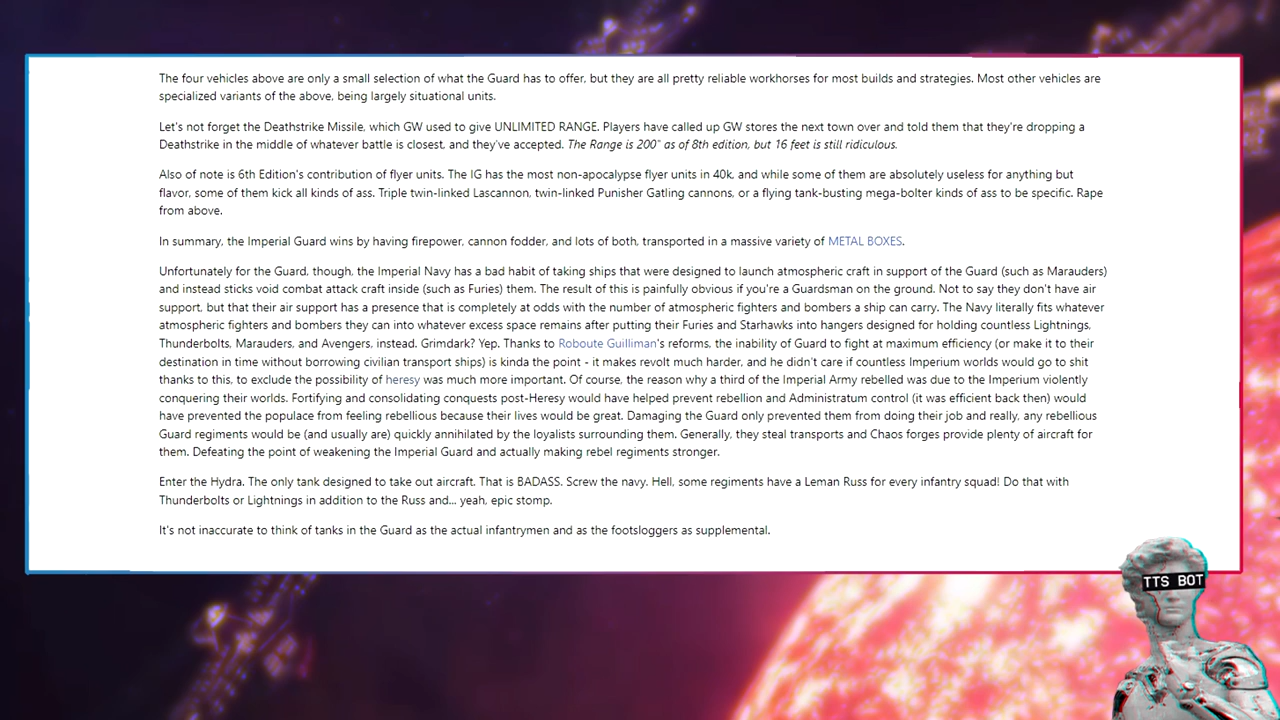 The four vehicles above are only a small selection of what the Guard has to offer, but they are all pretty reliable workhorses for most builds and strategies. Most other vehicles are
specialized variants of the above, being largely situational units.
Let's not forget the Deathstrike Missile, which GW used to give UNLIMITED RANGE. Players have called up GW stores the next town over and told them that they're dropping a
Deathstrike in the middle of whatever battle is closest, and they've accepted. The Range is 200" as of 8th edition, but 16 feet is still ridiculous.
Also of note is 6th Edition's contribution of flyer units. The IG has the most non-apocalypse flyer units in 40k, and while some of them are absolutely useless for anything but
flavor, some of them kick all kinds of ass. Triple twin-linked Lascannon, twin-linked Punisher Gatling cannons, or a flying tank-busting mega-bolter kinds of ass to be specific. Rape
from above.
In summary, the Imperial Guard wins by having firepower, cannon fodder, and lots of both, transported in a massive variety of METAL BOXES.
Unfortunately for the Guard, though, the Imperial Navy has a bad habit of taking ships that were designed to launch atmospheric craft in support of the Guard (such as Marauders)
and instead sticks void combat attack craft inside (such as Furies) them. The result of this is painfully obvious if you're a Guardsman on the ground. Not to say they don't have air
support, but that their air support has a presence that is completely at odds with the number of atmospheric fighters and bombers a ship can carry. The Navy literally fits whatever
atmospheric fighters and bombers they can into whatever excess space remains after putting their Furies and Starhawks into hangers designed for holding countless Lightnings,
Thunderbolts, Marauders, and Avengers, instead. Grimdark? Yep. Thanks to Roboute Guilliman's reforms, the inability of Guard to fight at maximum efficiency (or make it to their
destination in time without borrowing civilian transport ships) is kinda the point - it makes revolt much harder, and he didn't care if countless Imperium worlds would go to shit
thanks to this, to exclude the possibility of heresy was much more important. Of course, the reason why a third of the Imperial Army rebelled was due to the Imperium violently
conquering their worlds. Fortifying and consolidating conquests post-Heresy would have helped prevent rebellion and Administratum control (it was efficient back then) would
have prevented the populace from feeling rebellious because their lives would be great. Damaging the Guard only prevented them from doing their job and really, any rebellious
Guard regiments would be (and usually are) quickly annihilated by the loyalists surrounding them. Generally, they steal transports and Chaos forges provide plenty of aircraft for
them. Defeating the point of weakening the Imperial Guard and actually making rebel regiments stronger.
Enter the Hydra. The only tank designed to take out aircraft. That is BADASS. Screw the navy. Hell, some regiments have a Leman Russ for every infantry squad! Do that with
Thunderbolts or Lightnings in addition to the Russ and... yeah, epic stomp.
It's not inaccurate to think of tanks in the Guard as the actual infantrymen and as the footsloggers as supplemental.
TTS BOT